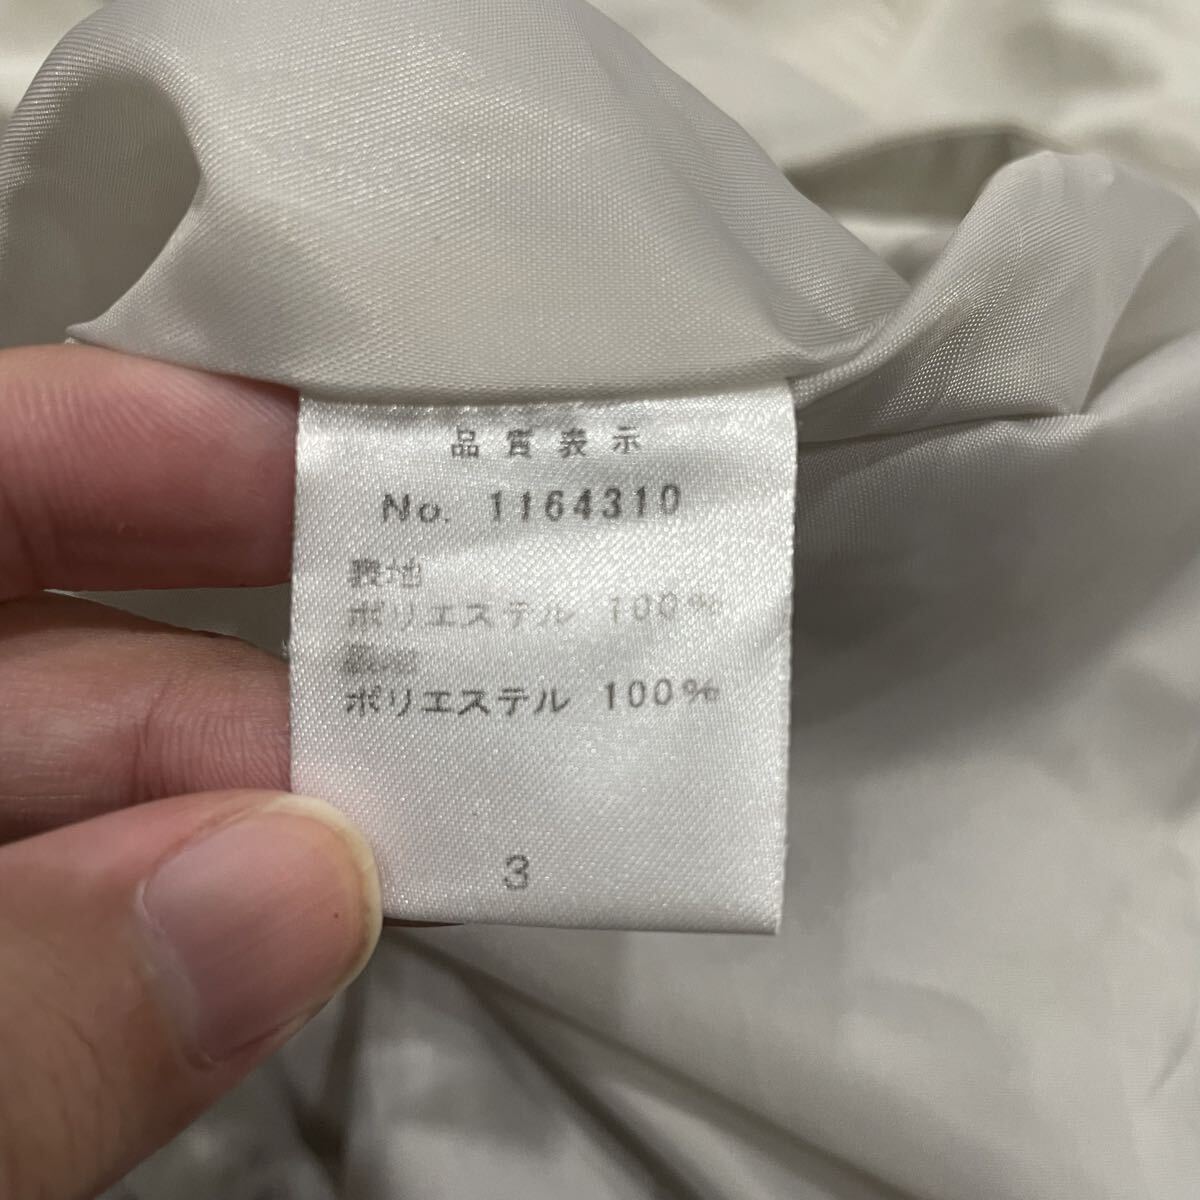 品質表示
No. 1164310
表地
ポリエステル 100%
ポリエステル 100%
3